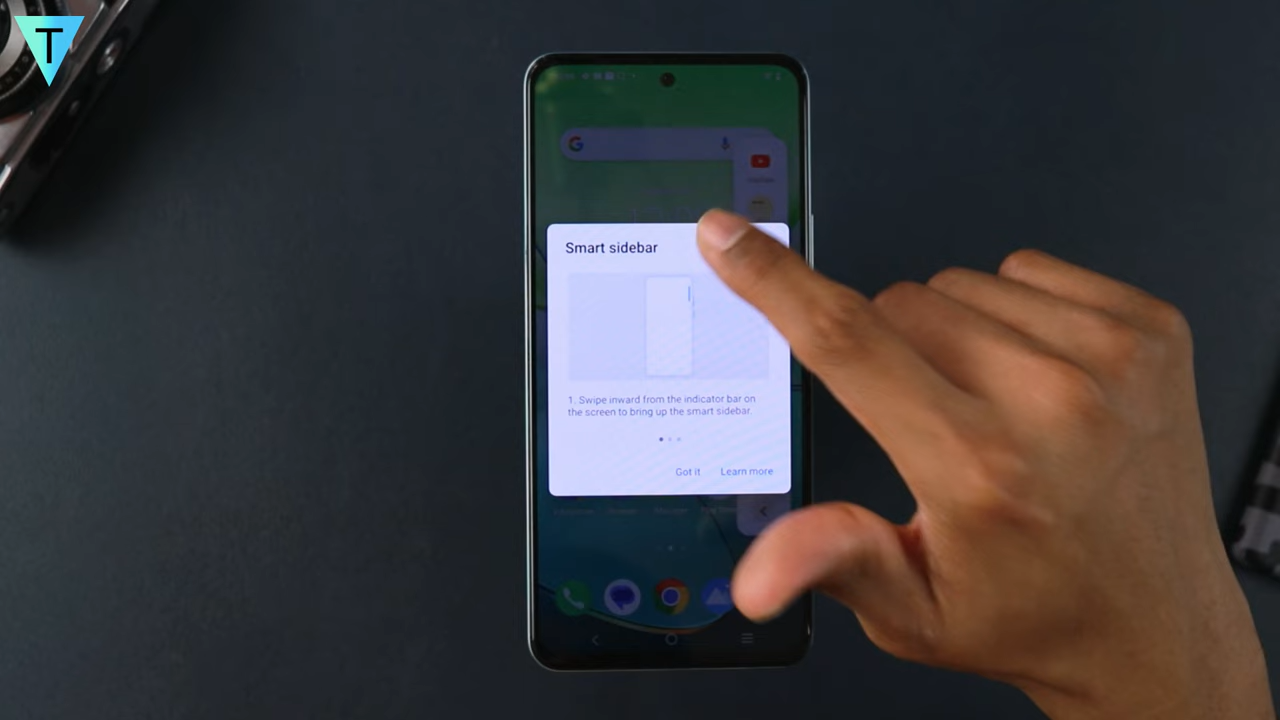 T
Smart sidebar
1. Swipe inward from the indicator bar on
the screen to bring up the smart sidebar.
Got it
Learn more